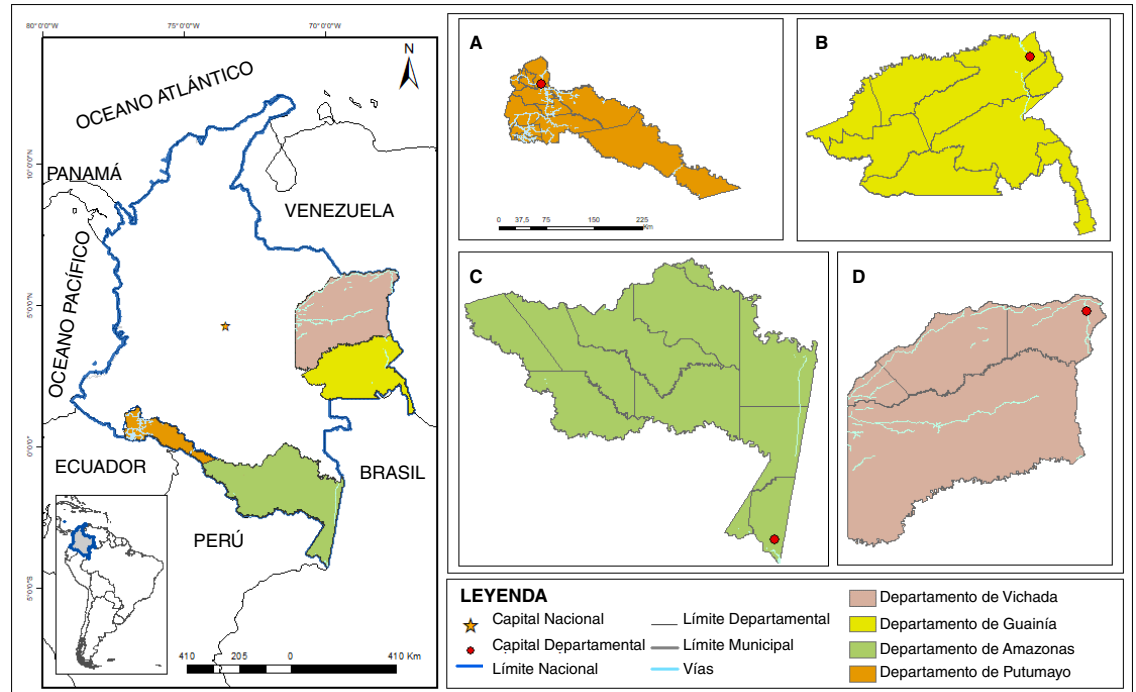 80°0'0"W
75°0'0"W
70°0'0"W
N
OCEANO ATLÁNTICO
PANAMÁ
10°0'0"N
VENEZUELA
OCEANO PACÍFICO
5°0'0"N
0°0'0"
ECUADOR
BRASIL
PERÚ
5°0'0"S
410 205 0 410 Km
A
0 37,5 75 150 225
Km
B
C
D
LEYENDA
Capital Nacional
Capital Departamental
Límite Nacional
Límite Departamental
Límite Municipal
Vías
Departamento de Vichada
Departamento de Guainía
Departamento de Amazonas
Departamento de Putumayo